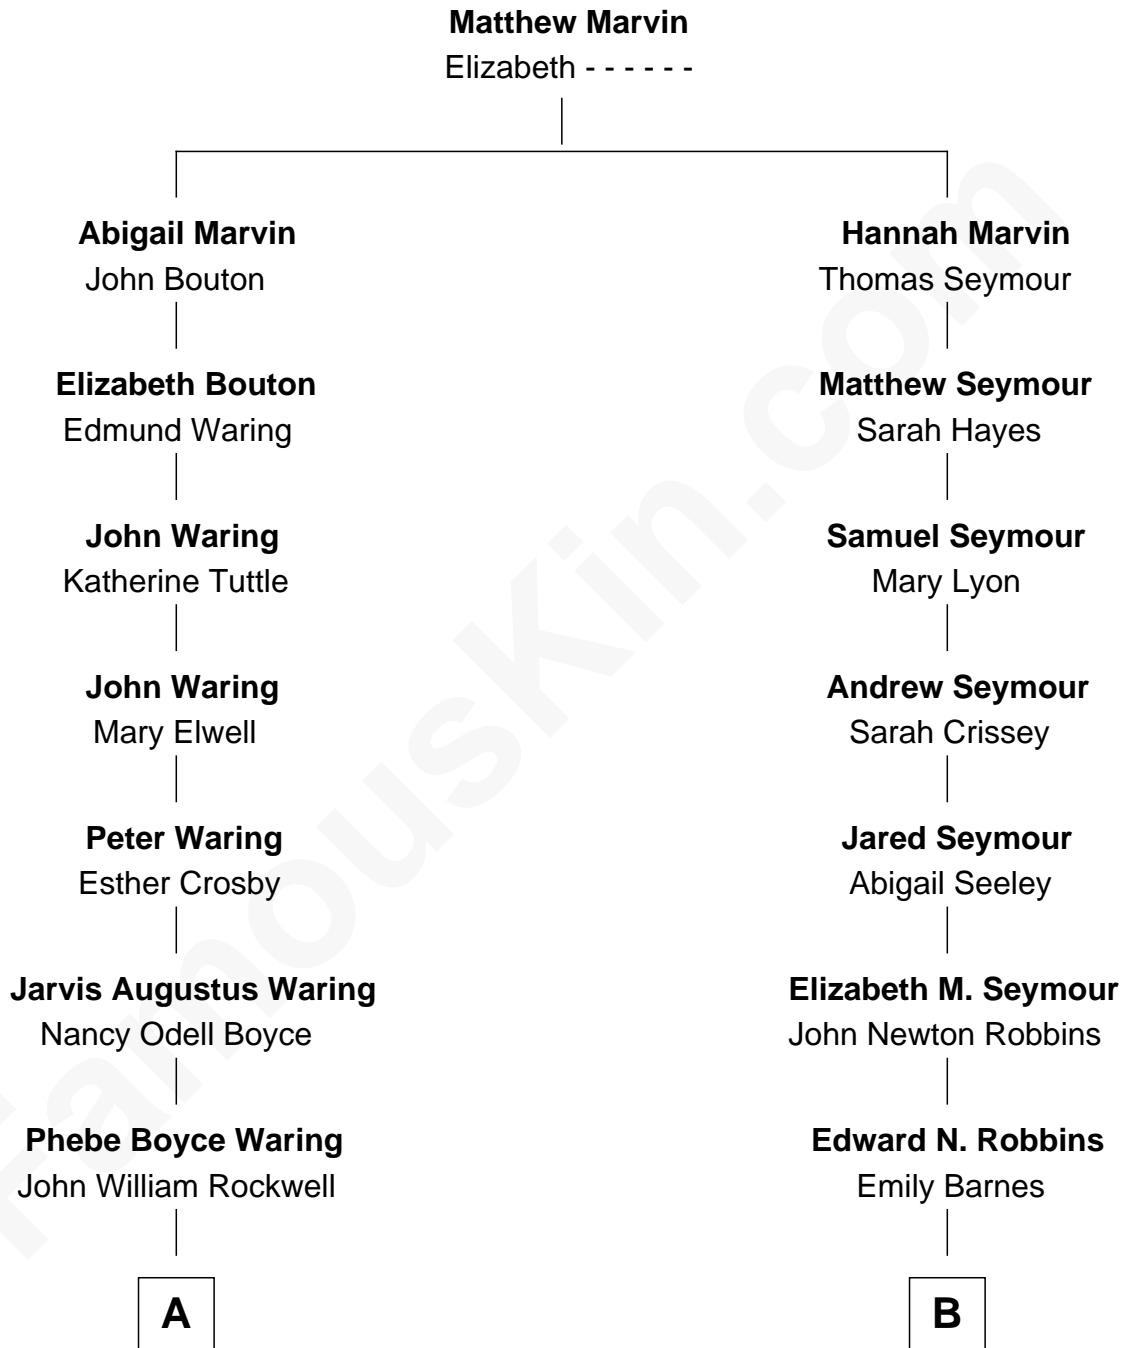 Matthew Marvin
Elizabeth - - - - - -
Abigail Marvin
John Bouton
Hannah Marvin
Thomas Seymour
Elizabeth Bouton
Edmund Waring
Matthew Seymour
Sarah Hayes
John Waring
Katherine Tuttle
Samuel Seymour
Mary Lyon
John Waring
Mary Elwell
Andrew Seymour
Sarah Crissey
Peter Waring
Esther Crosby
Jared Seymour
Abigail Seeley
Jarvis Augustus Waring
Nancy Odell Boyce
Elizabeth M. Seymour
John Newton Robbins
Phebe Boyce Waring
John William Rockwell
Edward N. Robbins
Emily Barnes
A
B
FamousKin.com